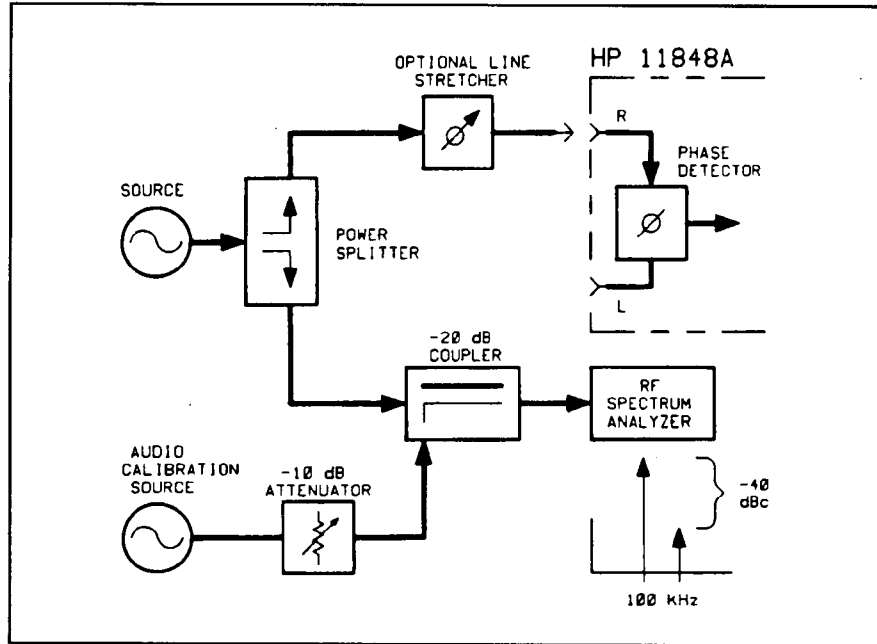 OPTIONAL LINE
STRETCHER
HP 11848A
R
PHASE
DETECTOR
SOURCE
POWER
SPLITTER
L
-20 dB
COUPLER
RF
SPECTRUM
ANALYZER
AUDIO
CALIBRATION
SOURCE
-10 dB
ATTENUATOR
-40
dBc
100 KHz